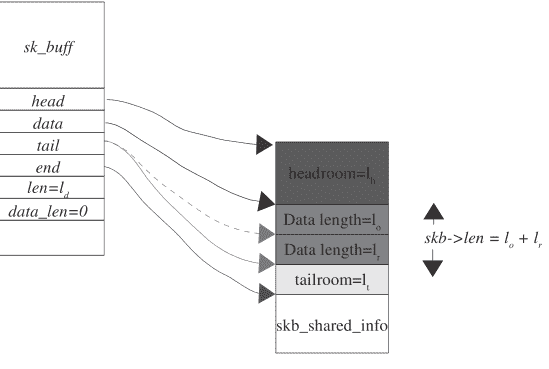 sk_buff
head
data
tail
end
len=l_d
data_len=0
headroom=l_h
Data length=l_o
Data length=l_r
tailroom=l_t
skb_shared_info
skb->len = l_o + l_r